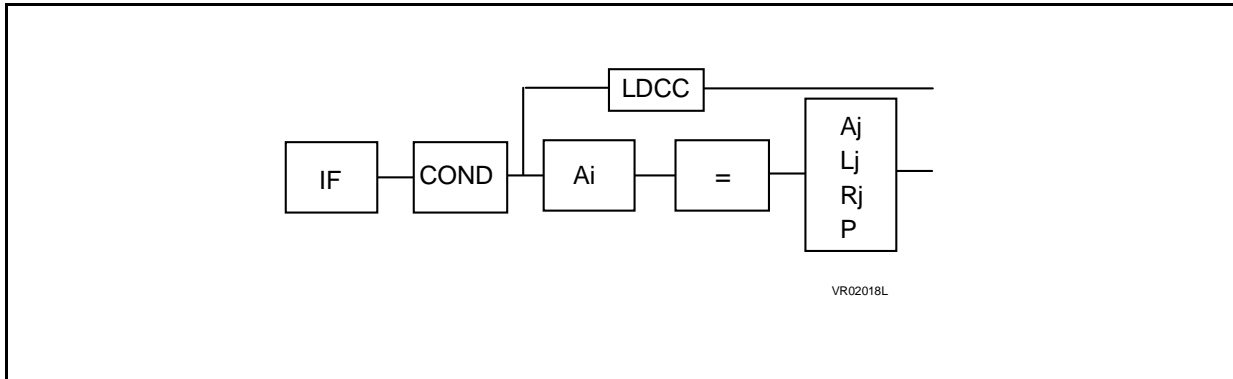 LDCC
IF
COND
Ai
=
Aj
Lj
Rj
P
VR02018L